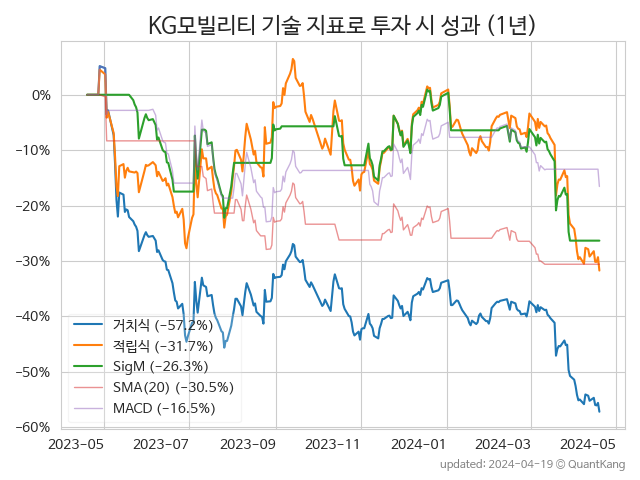 KG모빌리티 기술 지표로 투자 시 성과 (1년)
0%
−10%
−20%
−30%
−40%
−50%
−60%
거치식 (−57.2%)
적립식 (−31.7%)
SigM (−26.3%)
SMA(20) (−30.5%)
MACD (−16.5%)
2023−05 2023−07 2023−09 2023−11 2024−01 2024−03 2024−05
updated: 2024−04−19 ⓒ QuantKang